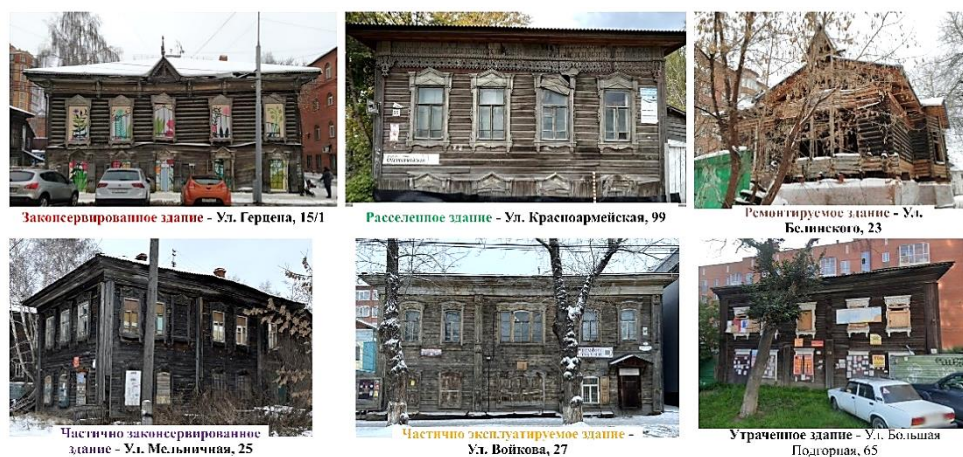 Законсервированное здание - Ул. Герцена, 15/1
Расселенное здание - Ул. Красноармейская, 99
Ремонтируемое здание - Ул.
Белинского, 23
Частично законсервированное
здание - Ул. Мельничная, 25
Частично эксплуатируемое здание -
Ул. Войкова, 27
Утраченное здание - Ул. Большая
Подгорная, 65